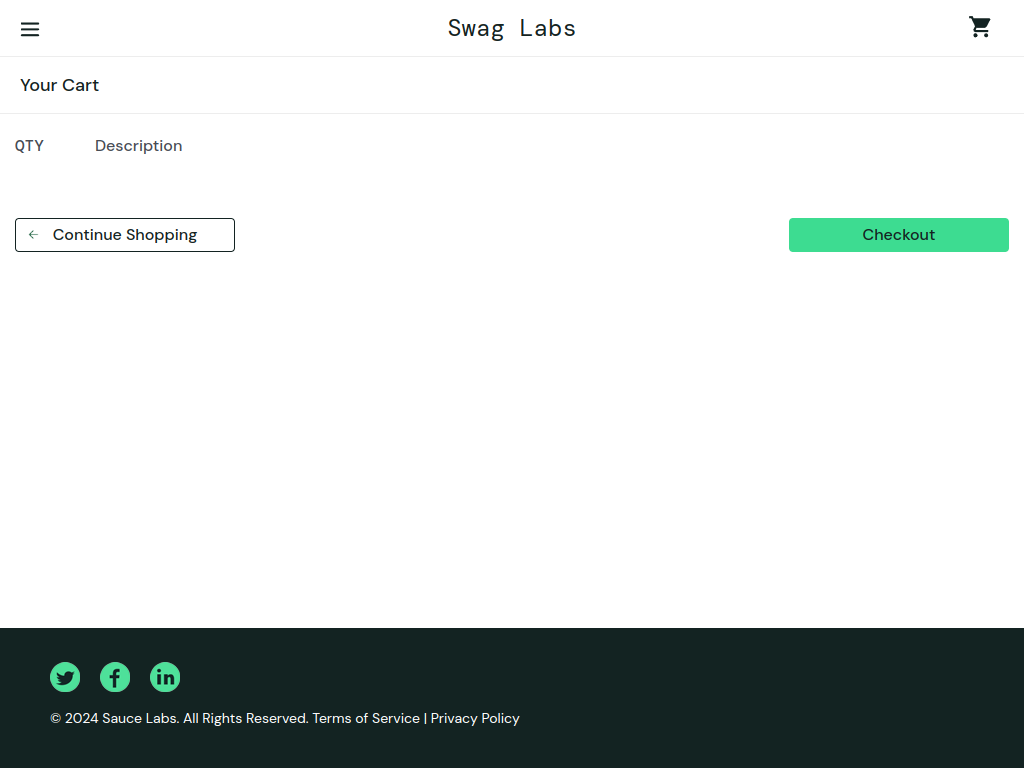 Swag Labs
Your Cart
QTY Description
Continue Shopping Checkout
© 2024 Sauce Labs. All Rights Reserved. Terms of Service | Privacy Policy